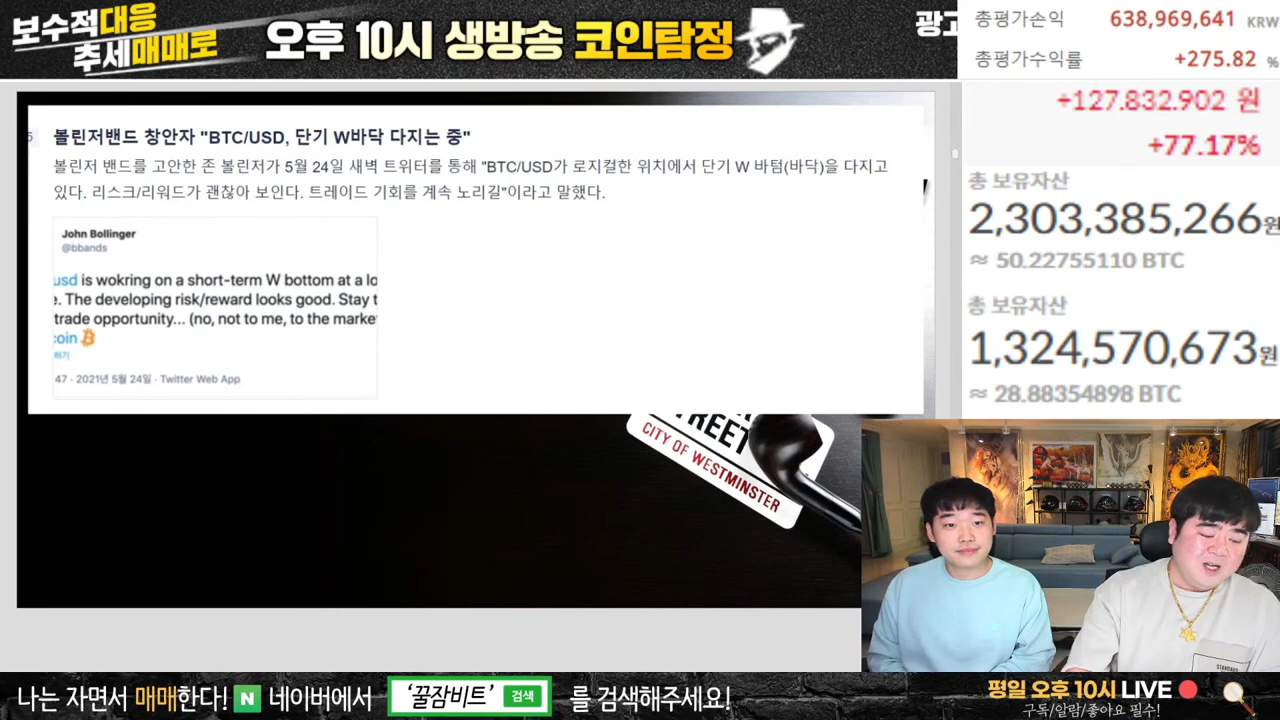 보수적대응
추세매매로
오후 10시 생방송 코인탐정
광고
총평가손익 638,969,641 KRW
총평가수익률 +275.82 %
+127,832,902 원
+77.17%
총 보유자산
2,303,385,266원
≈ 50.22755110 BTC
총 보유자산
1,324,570,673원
≈ 28.88354898 BTC
5
볼린저밴드 창안자 "BTC/USD, 단기 W바닥 다지는 중"
볼린저 밴드를 고안한 존 볼린저가 5월 24일 새벽 트위터를 통해 "BTC/USD가 로지컬한 위치에서 단기 W 바텀(바닥)을 다지고
있다. 리스크/리워드가 괜찮아 보안다. 트레이드 기회를 계속 노리길"이라고 말했다.
John Bollinger
@bbands
usd is wokring on a short-term W bottom at a lo
e. The developing risk/reward looks good. Stay t
trade opportunity... (no, not to me, to the marke
coin
하기
47 · 2021년 5월 24일 · Twitter Web App
REET
CITY OF WESTMINSTER
STANDARD
나는 자면서 매매한다! N 네이버에서 '꿀잠비트' 검색 를 검색해주세요!
평일 오후 10시 LIVE
구독/알람/좋아요 필수!